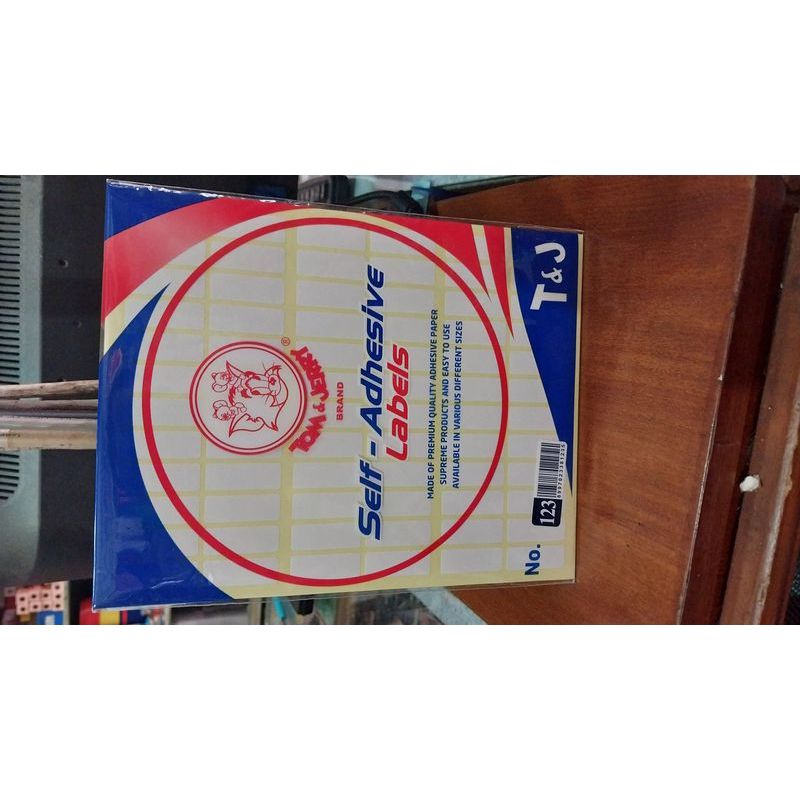 TOM & JERRY
®
BRAND
Self - Adhesive
Labels
MADE OF PREMIUM QUALITY ADHESIVE PAPER
SUPREME PRODUCTS AND EASY TO USE
AVAILABLE IN VARIOUS DIFFERENT SIZES
No. 123
T&J